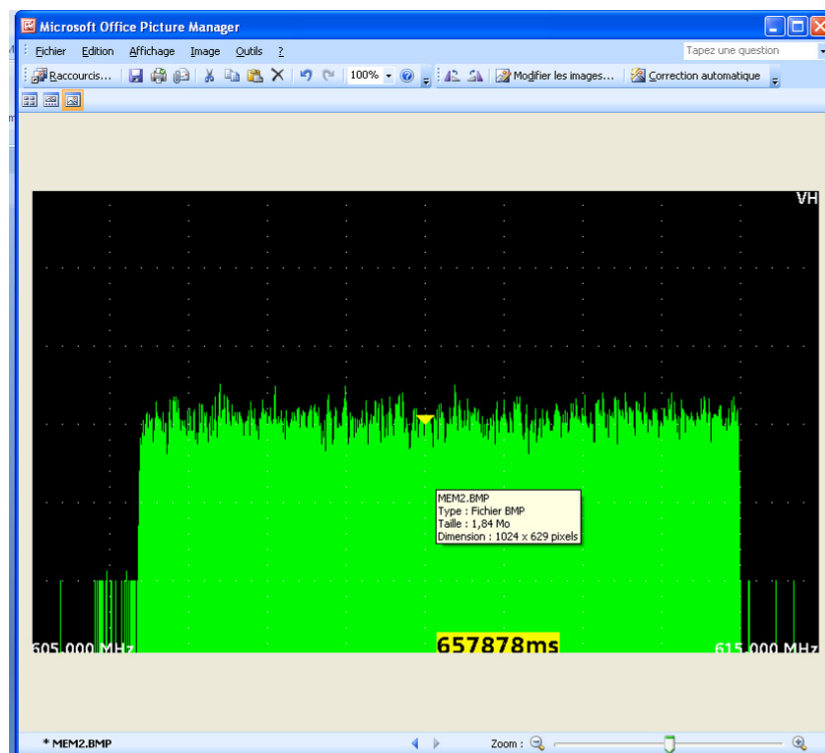 Microsoft Office Picture Manager
Fichier Edition Affichage Image Outils ? Tapez une question
Raccourcis... 100% Modifier les images... Correction automatique
VH
MEM2.BMP
Type : Fichier BMP
Taille : 1,84 Mo
Dimension : 1024 x 629 pixels
605.000 MHz 657878ms 615.000 MHz
* MEM2.BMP Zoom :